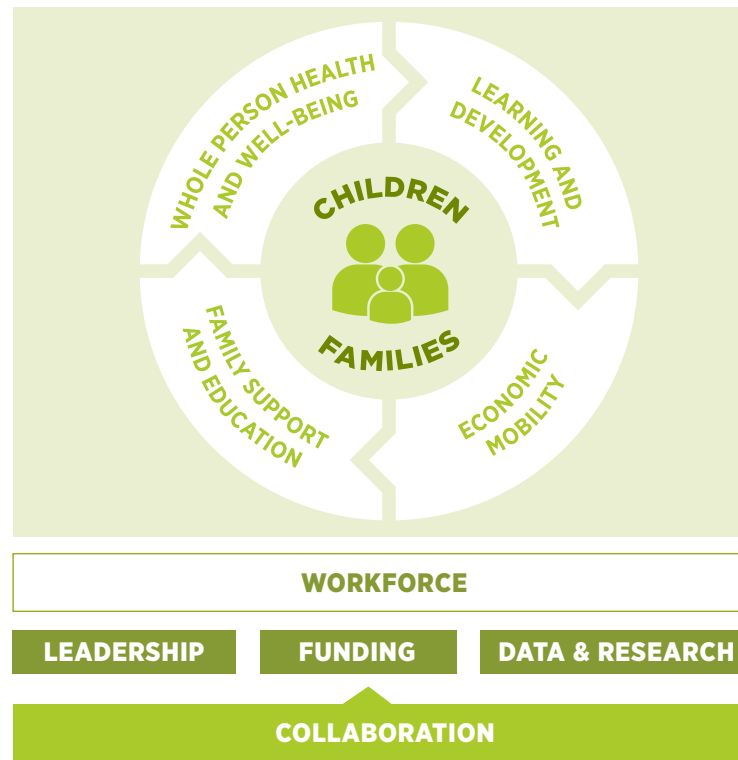 WHOLE PERSON HEALTH
AND WELL-BEING
LEARNING AND
DEVELOPMENT
CHILDREN
FAMILIES
FAMILY SUPPORT
AND EDUCATION
ECONOMIC
MOBILITY
WORKFORCE
LEADERSHIP
FUNDING
DATA & RESEARCH
COLLABORATION